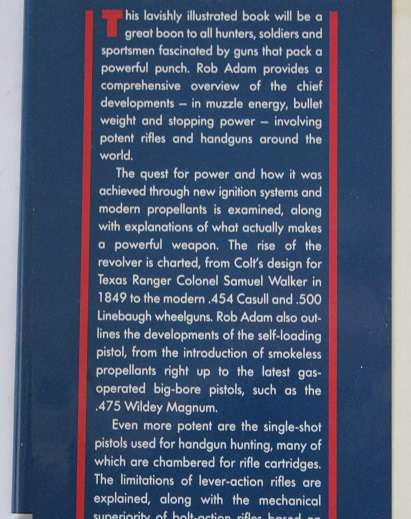 This lavishly illustrated book will be a
great boon to all hunters, soldiers and
sportsmen fascinated by guns that pack a
powerful punch. Rob Adam provides a
comprehensive overview of the chief
developments – in muzzle energy, bullet
weight and stopping power – involving
potent rifles and handguns around the
world.
The quest for power and how it was
achieved through new ignition systems and
modern propellants is examined, along
with explanations of what actually makes
a powerful weapon. The rise of the
revolver is charted, from Colt's design for
Texas Ranger Colonel Samuel Walker in
1849 to the modern .454 Casull and .500
Linebaugh wheelguns. Rob Adam also out-
lines the developments of the self-loading
pistol, from the introduction of smokeless
propellants right up to the latest gas-
operated big-bore pistols, such as the
.475 Wildey Magnum.
Even more potent are the single-shot
pistols used for handgun hunting, many of
which are chambered for rifle cartridges.
The limitations of lever-action rifles are
explained, along with the mechanical
superiority of bolt-action rifles based on